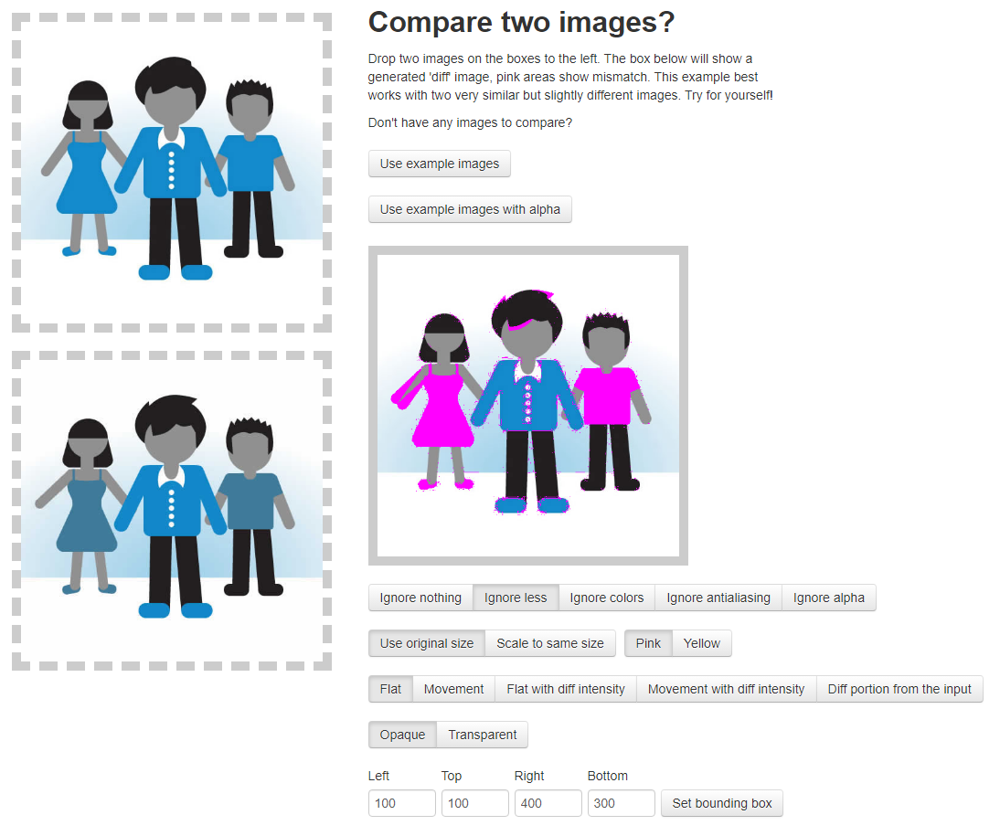 Compare two images?
Drop two images on the boxes to the left. The box below will show a
generated 'diff' image, pink areas show mismatch. This example best
works with two very similar but slightly different images. Try for yourself!
Don't have any images to compare?
Use example images
Use example images with alpha
Ignore nothing Ignore less Ignore colors Ignore antialiasing Ignore alpha
Use original size Scale to same size Pink Yellow
Flat Movement Flat with diff intensity Movement with diff intensity Diff portion from the input
Opaque Transparent
Left Top Right Bottom
100 100 400 300 Set bounding box